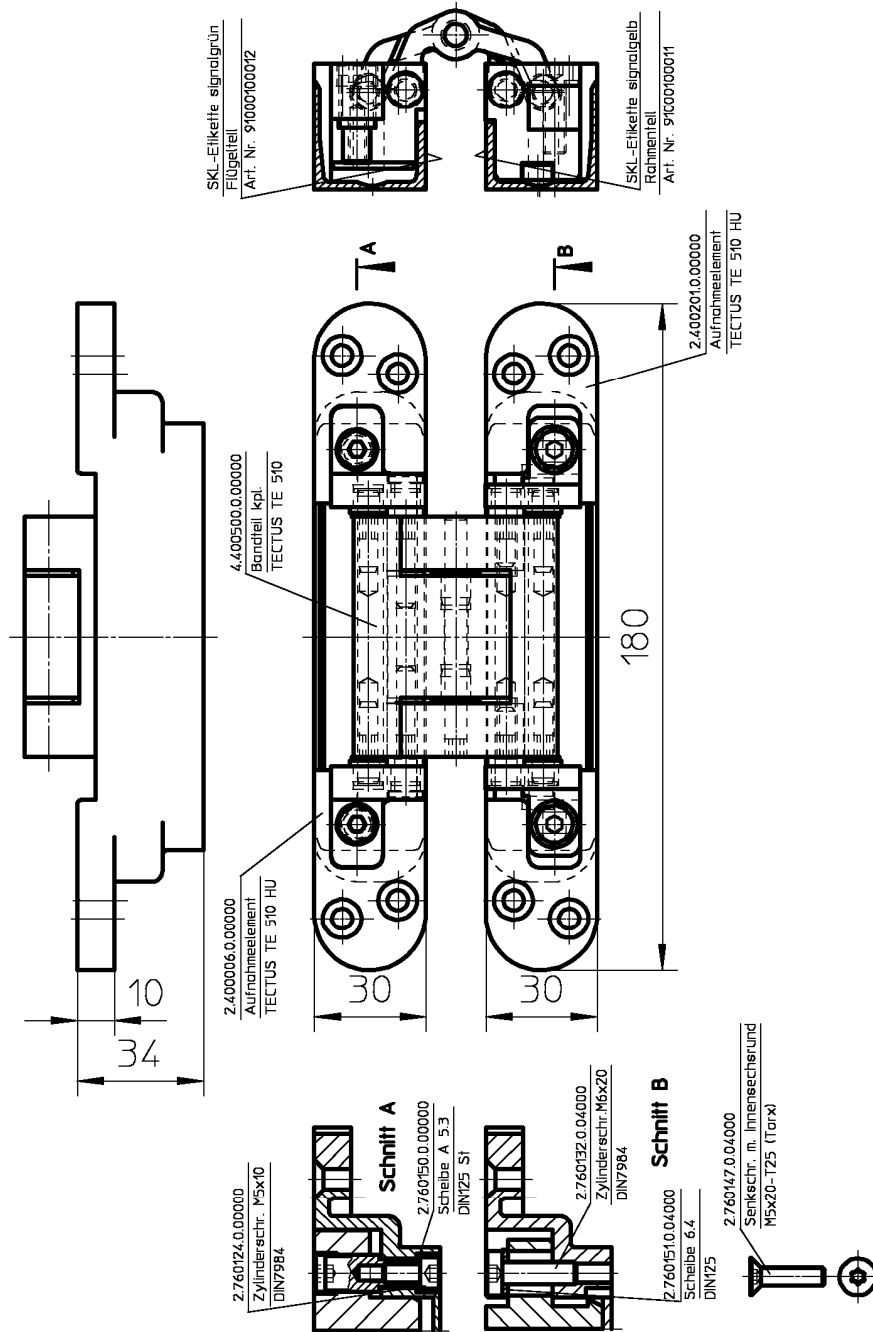 SKL-Etikette signalgrün
Flügelteil
Art. Nr. 91000100012
SKL-Etikette signalgelb
Rahmenteil
Art. Nr. 91C00100011
A
B
2.400201.0.00000
Aufnahmeelement
TECTUS TE 510 HU
4.400500.0.00000
Bandteil kpl.
TECTUS TE 510
180
2.400006.0.00000
Aufnahmeelement
TECTUS TE 510 HU
10
34
30
30
2.760124.0.00000
Zylinderschr. M5x10
DIN7984
Schnitt A
2.760150.0.00000
Scheibe A 5.3
DIN125 St
2.760132.0.04000
Zylinderschr.M6x20
DIN7984
Schnitt B
2.760151.0.04000
Scheibe 6.4
DIN125
2.760147.0.04000
Senkschr. m. Innensechsrund
M5x20-T25 (Torx)